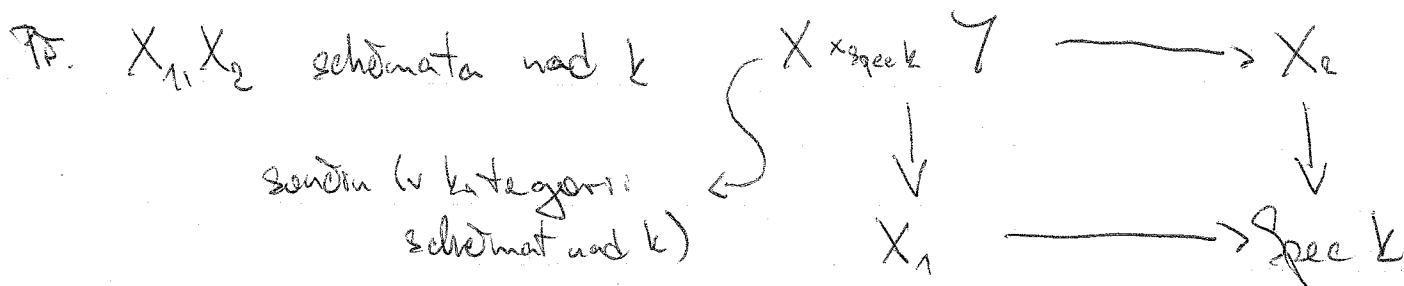 Př. X₁, X₂ schémata nad k
X ×Spec k Y → X₂
součin (v kategorii
schémat nad k)
X₁ → Spec k